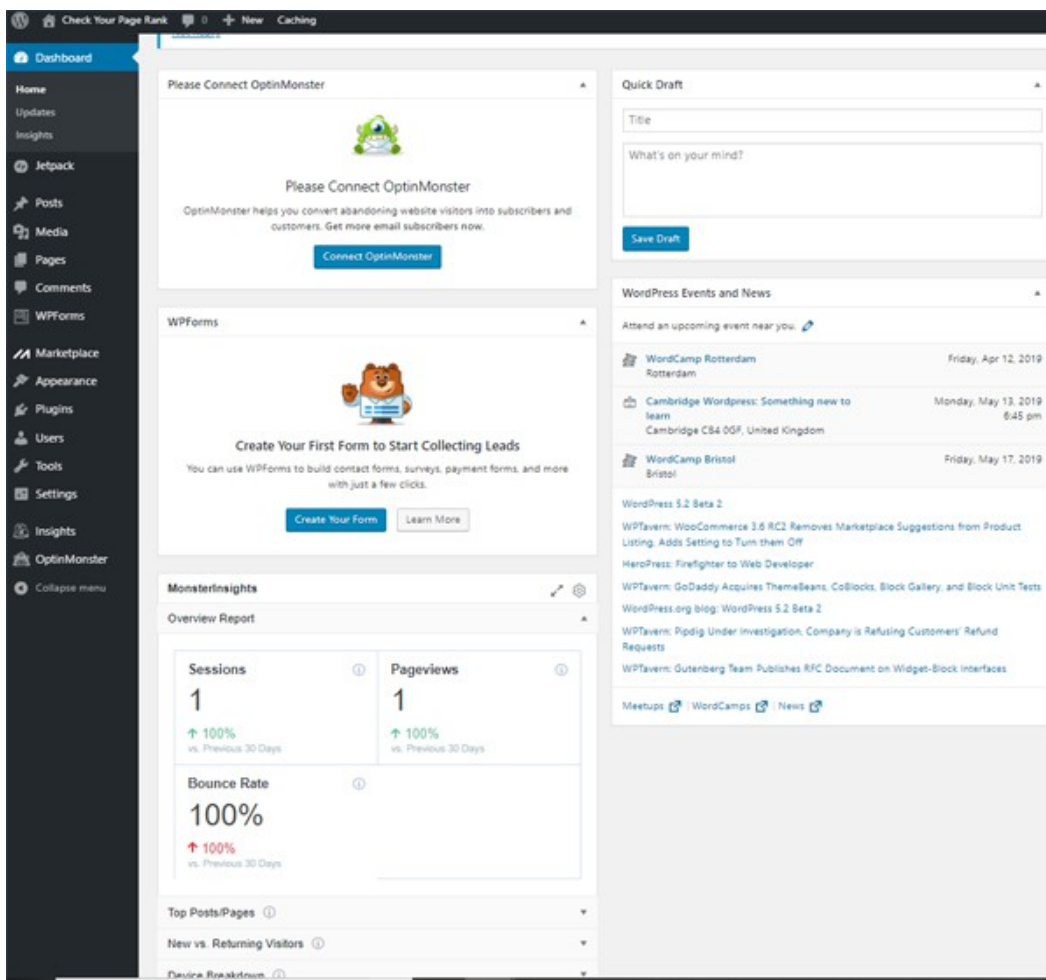 Check Your Page Rank 0 New Caching
Dashboard
Home
Updates
Insights
Jetpack
Posts
Media
Pages
Comments
WPForms
Marketplace
Appearance
Plugins
Users
Tools
Settings
Insights
OptinMonster
Collapse menu
Please Connect OptinMonster
Please Connect OptinMonster
OptinMonster helps you convert abandoning website visitors into subscribers and
customers. Get more email subscribers now.
Connect OptinMonster
WPForms
Create Your First Form to Start Collecting Leads
You can use WPForms to build contact forms, surveys, payment forms, and more
with just a few clicks.
Create Your Form Learn More
MonsterInsights
Overview Report
Sessions
1
100%
vs. Previous 30 Days
Pageviews
1
100%
vs. Previous 30 Days
Bounce Rate
100%
100%
vs. Previous 30 Days
Top Posts/Pages
New vs. Returning Visitors
Device Breakdown
Quick Draft
Title
What's on your mind?
Save Draft
WordPress Events and News
Attend an upcoming event near you.
WordCamp Rotterdam Friday, Apr 12, 2019
Rotterdam
Cambridge Wordpress: Something new to Monday, May 13, 2019
learn 6:45 pm
Cambridge CB4 0GF, United Kingdom
WordCamp Bristol Friday, May 17, 2019
Bristol
WordPress 5.2 Beta 2
WPTavern: WooCommerce 3.6 RC2 Removes Marketplace Suggestions from Product
Listing, Adds Setting to Turn them Off
HeroPress: Firefighter to Web Developer
WPTavern: GoDaddy Acquires ThemeBeans, CoBlocks, Block Gallery, and Block Unit Tests
WordPress.org blog: WordPress 5.2 Beta 2
WPTavern: Pipdig Under Investigation, Company is Refusing Customers' Refund
Requests
WPTavern: Gutenberg Team Publishes RFC Document on Widget-Block Interfaces
Meetups | WordCamps | News